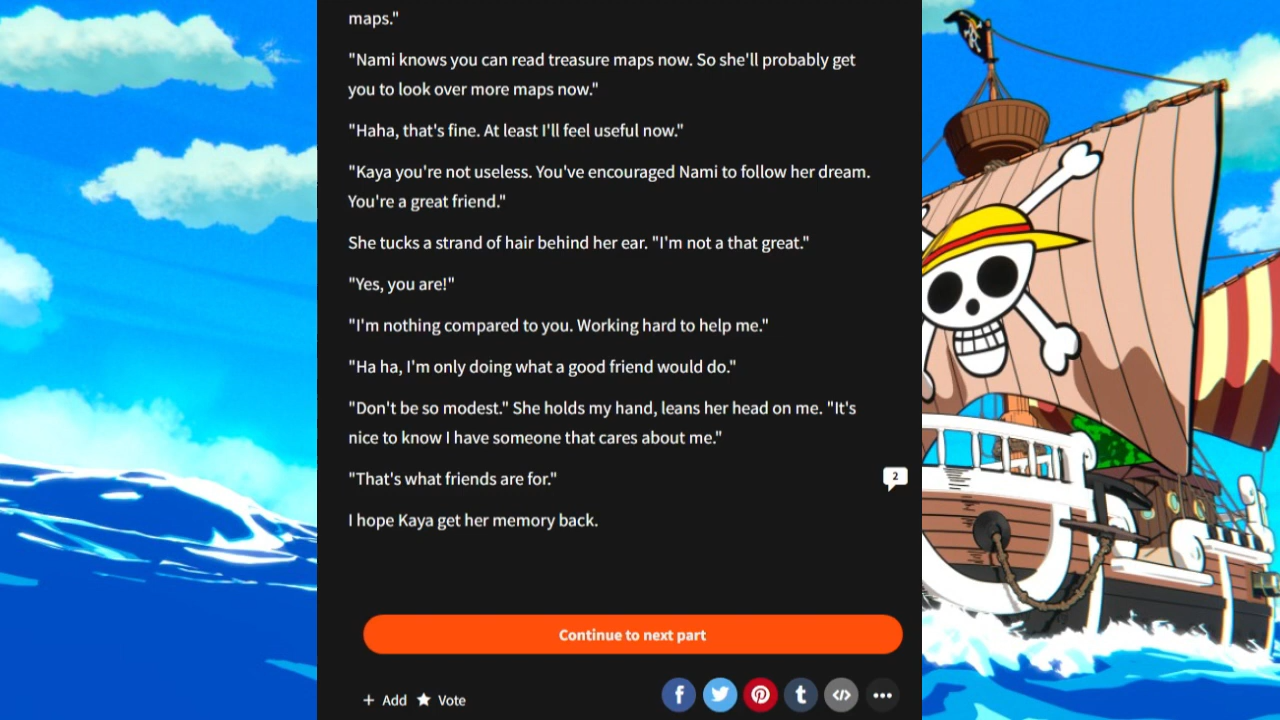 maps."
"Nami knows you can read treasure maps now. So she'll probably get
you to look over more maps now."
"Haha, that's fine. At least I'll feel useful now."
"Kaya you're not useless. You've encouraged Nami to follow her dream.
You're a great friend."
She tucks a strand of hair behind her ear. "I'm not a that great."
"Yes, you are!"
"I'm nothing compared to you. Working hard to help me."
"Ha ha, I'm only doing what a good friend would do."
"Don't be so modest." She holds my hand, leans her head on me. "It's
nice to know I have someone that cares about me."
"That's what friends are for."
2
I hope Kaya get her memory back.
Continue to next part
+ Add ★ Vote